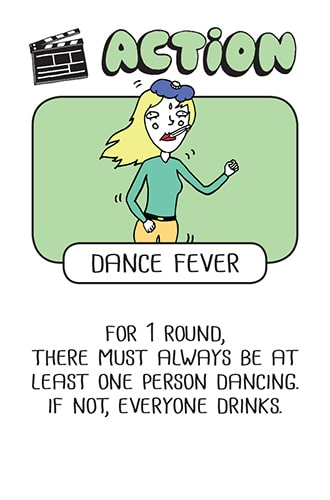 ACTiON
DANCE FEVER
FOR 1 ROUND,
THERE MUST ALWAYS BE AT
LEAST ONE PERSON DANCING.
IF NOT, EVERYONE DRINKS.